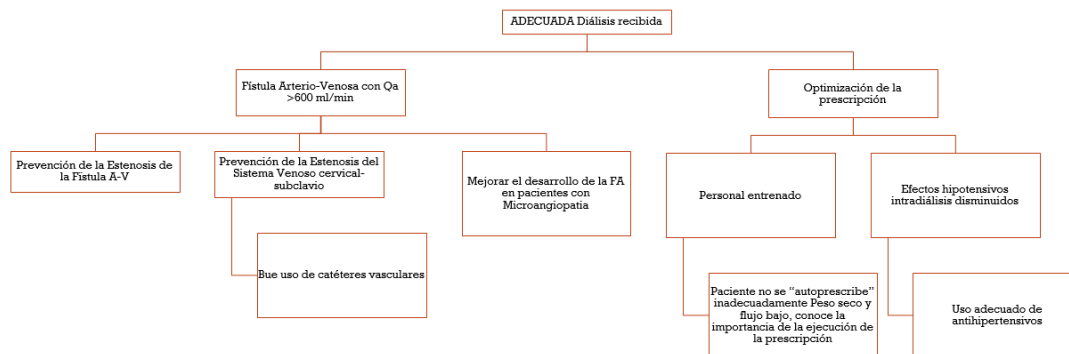 ADECUADA Diálisis recibida
Fístula Arterio-Venosa con Qa
>600 ml/min
Optimización de la
prescripción
Prevención de la Estenosis de
la Fístula A-V
Prevención de la Estenosis del
Sistema Venoso cervical-
subclavio
Mejorar el desarrollo de la FA
en pacientes con
Microangiopatia
Personal entrenado
Efectos hipotensivos
intradiálisis disminuidos
Bue uso de catéteres vasculares
Paciente no se “autoprescribe”
inadecuadamente Peso seco y
flujo bajo, conoce la
importancia de la ejecución de
la prescripción
Uso adecuado de
antihipertensivos